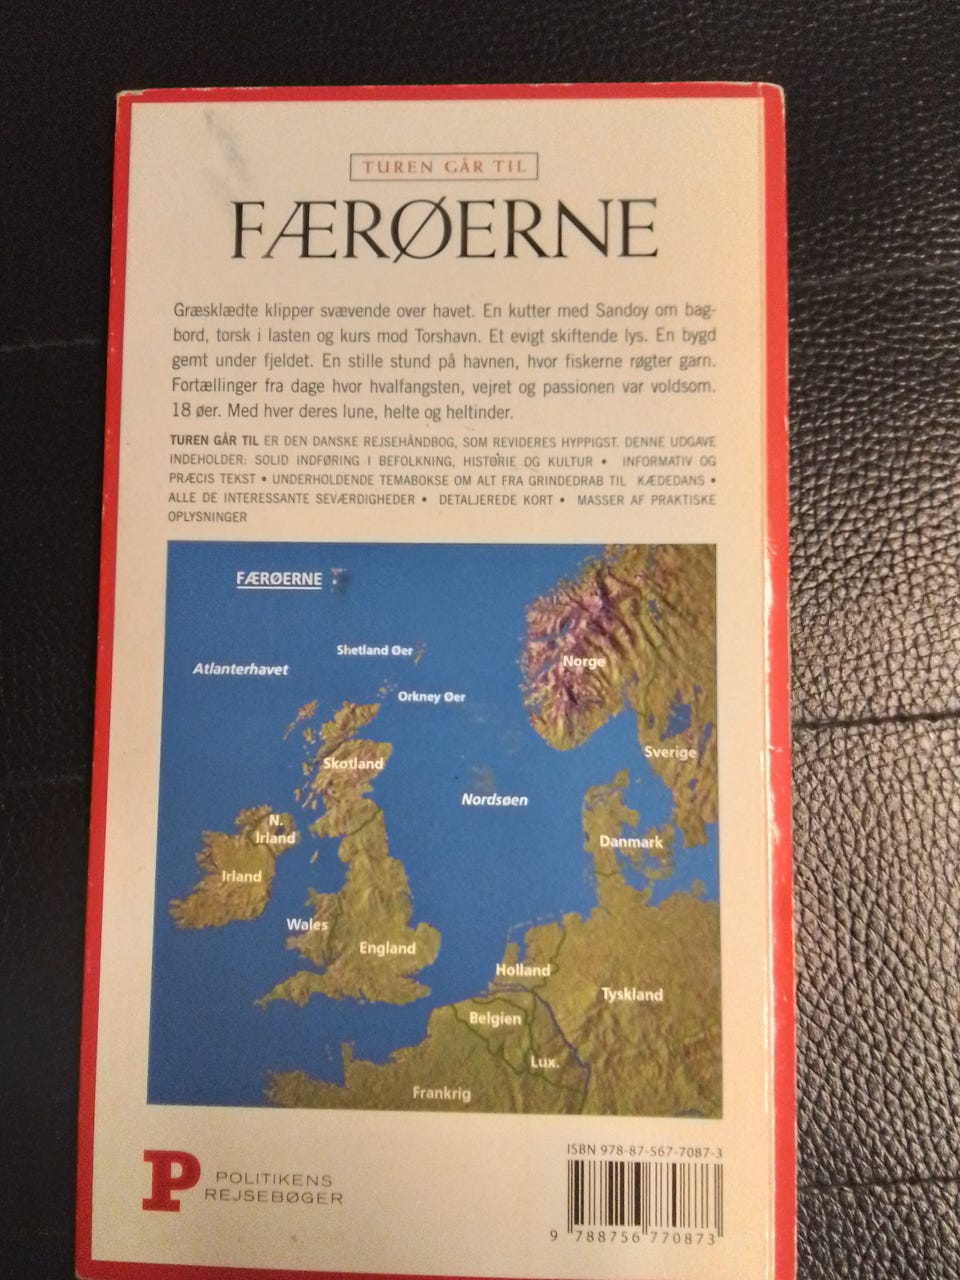 TUREN GÅR TIL
FÆRØERNE
Græsklædte klipper svævende over havet. En kutter med Sandoy om bag-
bord, torsk i lasten og kurs mod Torshavn. Et evigt skiftende lys. En bygd
gemt under fjeldet. En stille stund på havnen, hvor fiskerne røgter garn.
Fortællinger fra dage hvor hvalfangsten, vejret og passionen var voldsom.
18 øer. Med hver deres lune, helte og heltinder.
TUREN GÅR TIL ER DEN DANSKE REJSEHÅNDBOG, SOM REVIDERES HYPPIGST. DENNE UDGAVE
INDEHOLDER: SOLID INDFØRING I BEFOLKNING, HISTORIE OG KULTUR • INFORMATIV OG
PRÆCIS TEKST • UNDERHOLDENDE TEMABOKSE OM ALT FRA GRINDEDRAB TIL KÆDEDANS •
ALLE DE INTERESSANTE SEVÆRDIGHEDER • DETALJEREDE KORT • MASSER AF PRAKTISKE
OPLYSNINGER
FÆRØERNE
Shetland Øer
Norge
Atlanterhavet
Orkney Øer
Sverige
Skotland
Nordsøen
N.
Irland
Danmark
Irland
Wales
England
Holland
Tyskland
Belgien
Lux.
Frankrig
ISBN 978-87-567-7087-3
P
POLITIKENS
REJSEBØGER
9 788756 770873